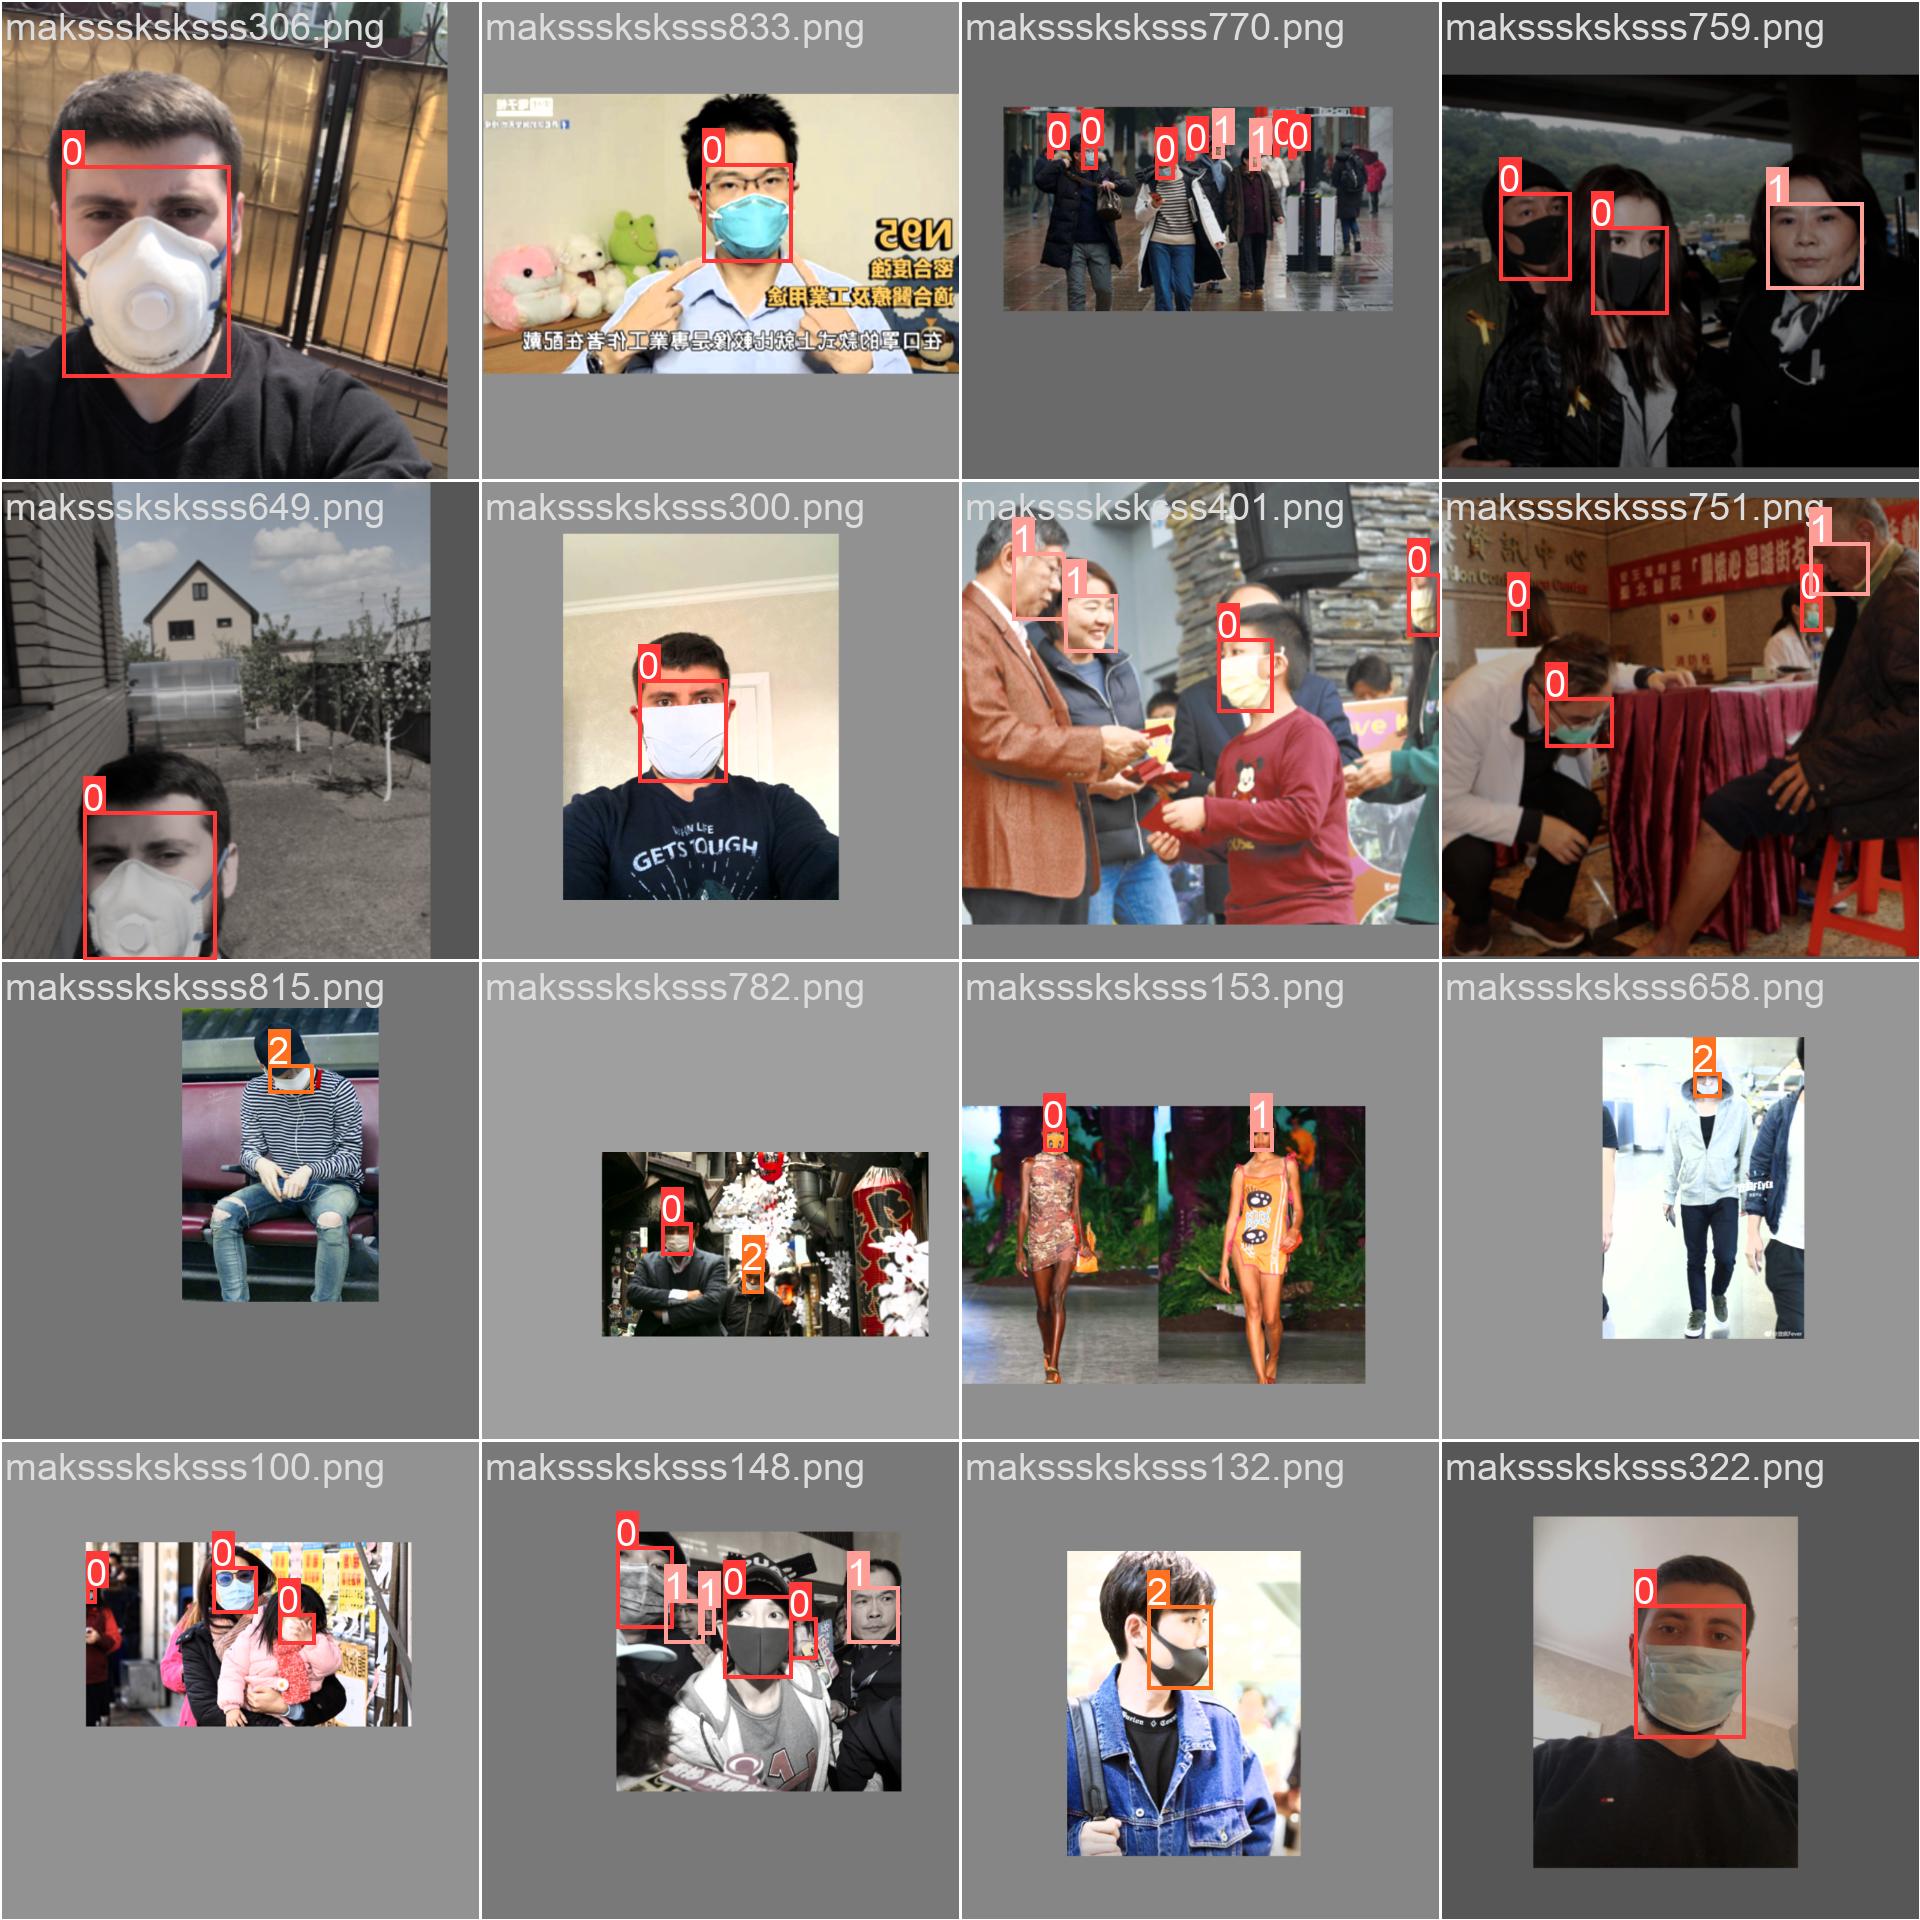 maksssksksss306.png
0
maksssksksss833.png
0
N95
密合度強
適合醫療及工業用途
在口罩的款式上就比較像是專業工作者在配戴
maksssksksss770.png
0 0 0 0 1 1 0 0
maksssksksss759.png
0 0 1
maksssksksss649.png
0
maksssksksss300.png
0
GETS TOUGH
maksssksksss401.png
1 1 0 0
maksssksksss751.png
1 0 0 0
maksssksksss815.png
2
maksssksksss782.png
0 2
maksssksksss153.png
0 1
maksssksksss658.png
2
maksssksksss100.png
0 0 0
maksssksksss148.png
0 1 1 0 0 1
maksssksksss132.png
2
maksssksksss322.png
0